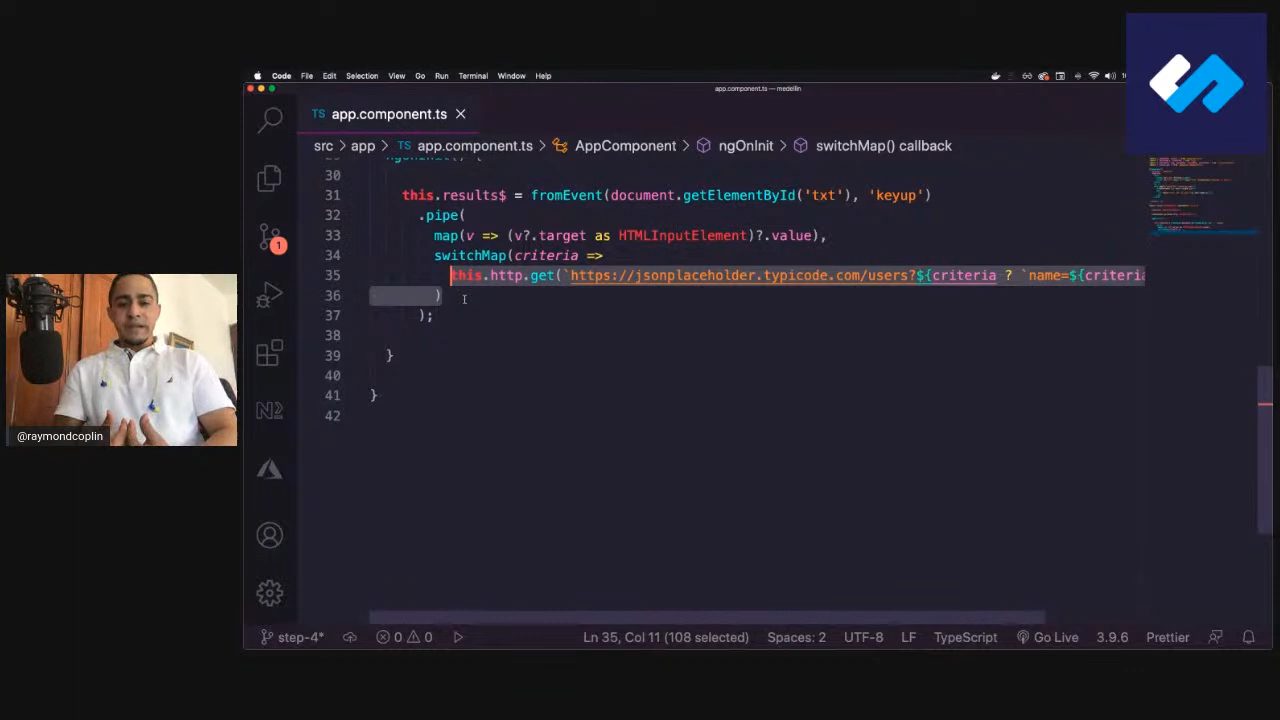 Code File Edit Selection View Go Run Terminal Window Help
app.component.ts — medellin
TS app.component.ts
src > app > TS app.component.ts > AppComponent > ngOnInit > switchMap() callback
ngOnInit() {
30
31 this.results$ = fromEvent(document.getElementById('txt'), 'keyup')
32 .pipe(
33 map(v => (v?.target as HTMLInputElement)?.value),
34 switchMap(criteria =>
35 this.http.get(`https://jsonplaceholder.typicode.com/users?${criteria ? `name=${criteria
36 )
37 );
38
39 }
40
41 }
42
1
N2
@raymondcoplin
step-4* 0 0 Ln 35, Col 11 (108 selected) Spaces: 2 UTF-8 LF TypeScript Go Live 3.9.6 Prettier